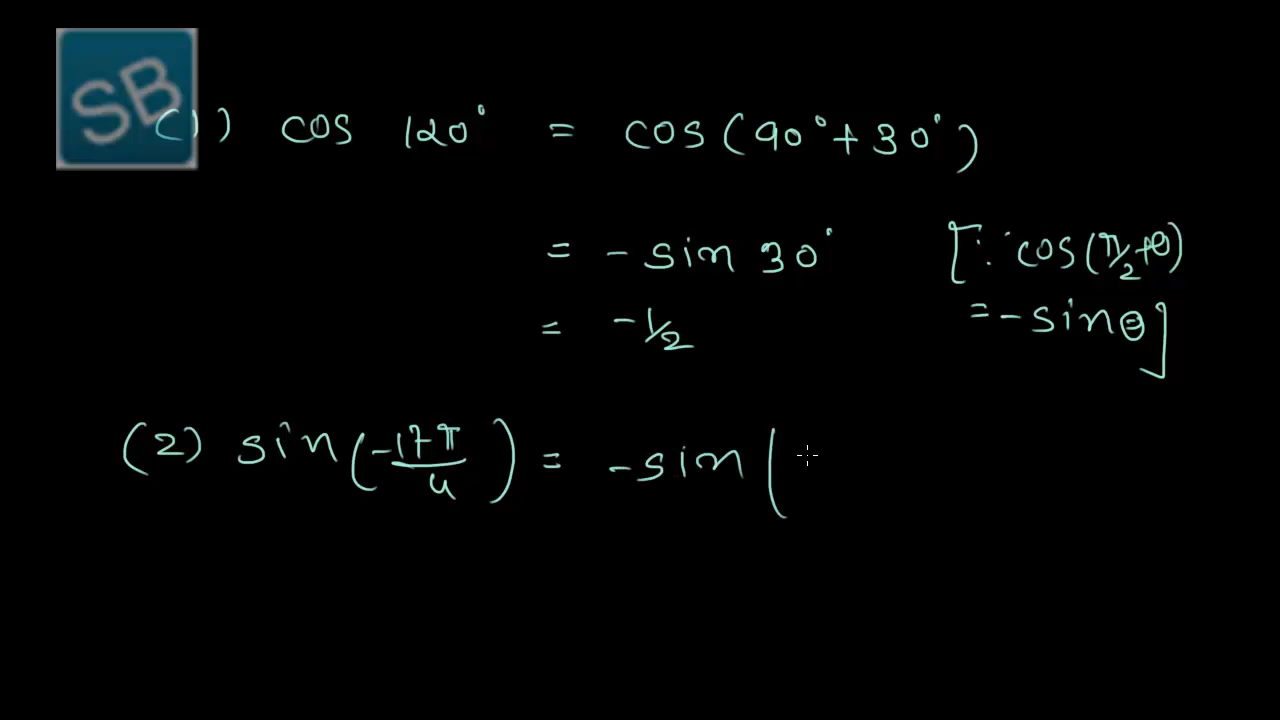 SB
(1) cos 120° = cos(90°+30°)
= -sin 30° [∵ cos(π/2+θ)
= -1/2 = -sinθ]
(2) sin(-17π/4) = -sin(